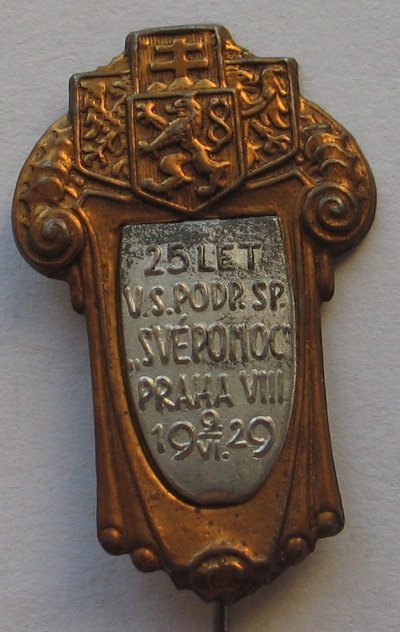 25 LET.
V.S. PODP. SP.
„SVÉPOMOC"
PRAHA VIII
19 9/VI. 29